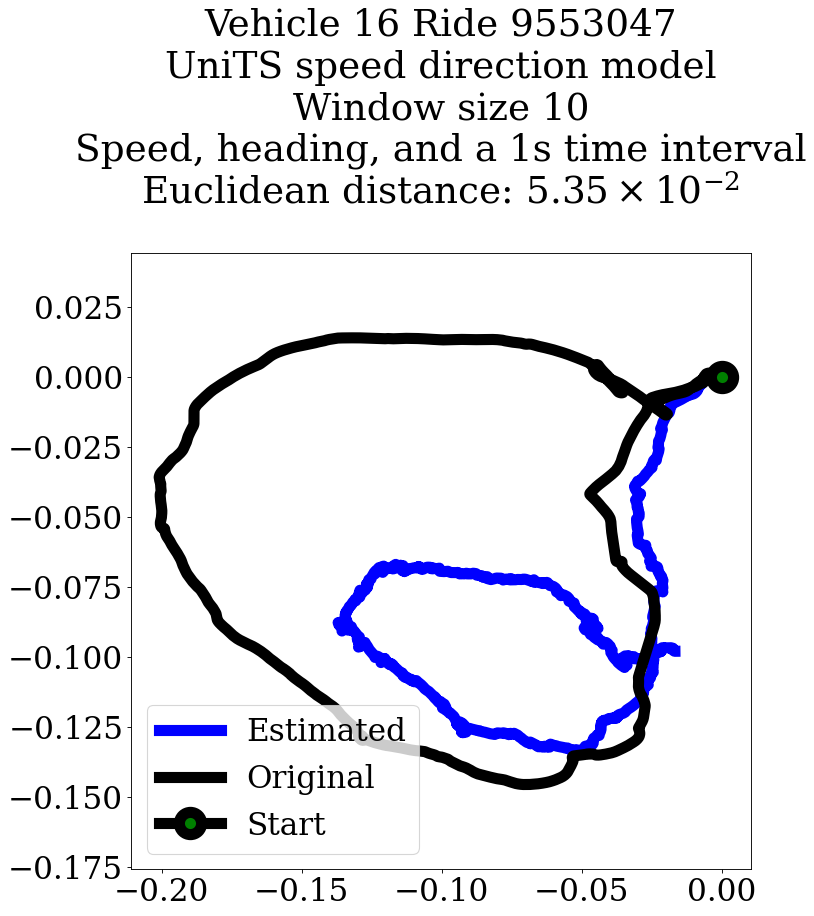 Vehicle 16 Ride 9553047
UniTS speed direction model
Window size 10
Speed, heading, and a 1s time interval
Euclidean distance: 5.35 × 10⁻²
0.025
0.000
−0.025
−0.050
−0.075
−0.100
−0.125
−0.150
−0.175
Estimated
Original
Start
−0.20 −0.15 −0.10 −0.05 0.00